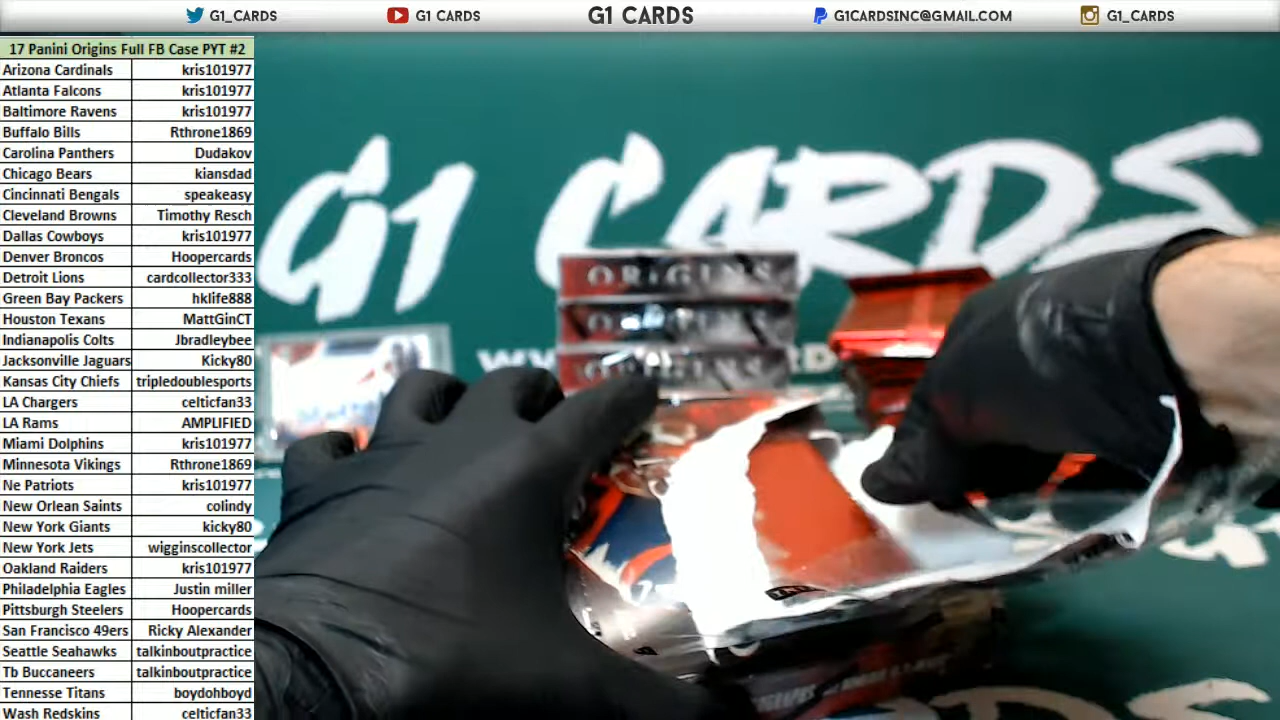 G1_CARDS G1 CARDS G1 CARDS G1CARDSINC@GMAIL.COM G1_CARDS
17 Panini Origins Full FB Case PYT #2
Arizona Cardinals kris101977
Atlanta Falcons kris101977
Baltimore Ravens kris101977
Buffalo Bills Rthrone1869
Carolina Panthers Dudakov
Chicago Bears kiansdad
Cincinnati Bengals speakeasy
Cleveland Browns Timothy Resch
Dallas Cowboys kris101977
Denver Broncos Hoopercards
Detroit Lions cardcollector333
Green Bay Packers hklife888
Houston Texans MattGinCT
Indianapolis Colts Jbradleybee
Jacksonville Jaguars Kicky80
Kansas City Chiefs tripledoublesports
LA Chargers celticfan33
LA Rams AMPLIFIED
Miami Dolphins kris101977
Minnesota Vikings Rthrone1869
Ne Patriots kris101977
New Orlean Saints colindy
New York Giants kicky80
New York Jets wigginscollector
Oakland Raiders kris101977
Philadelphia Eagles Justin miller
Pittsburgh Steelers Hoopercards
San Francisco 49ers Ricky Alexander
Seattle Seahawks talkinboutpractice
Tb Buccaneers talkinboutpractice
Tennesse Titans boydohboyd
Wash Redskins celticfan33
G1 CARDS
ORIGINS
ORIGINS
ORIGINS